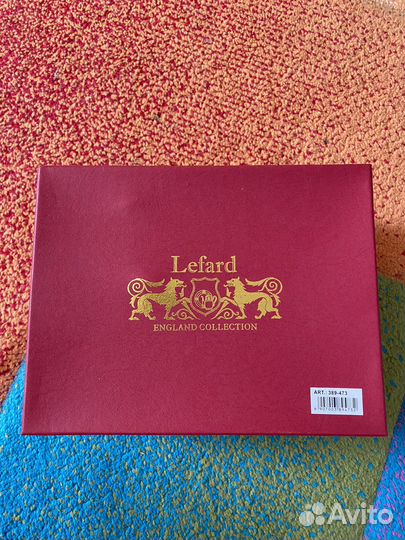 Lefard
ENGLAND COLLECTION
ART.: 389-473
Avito